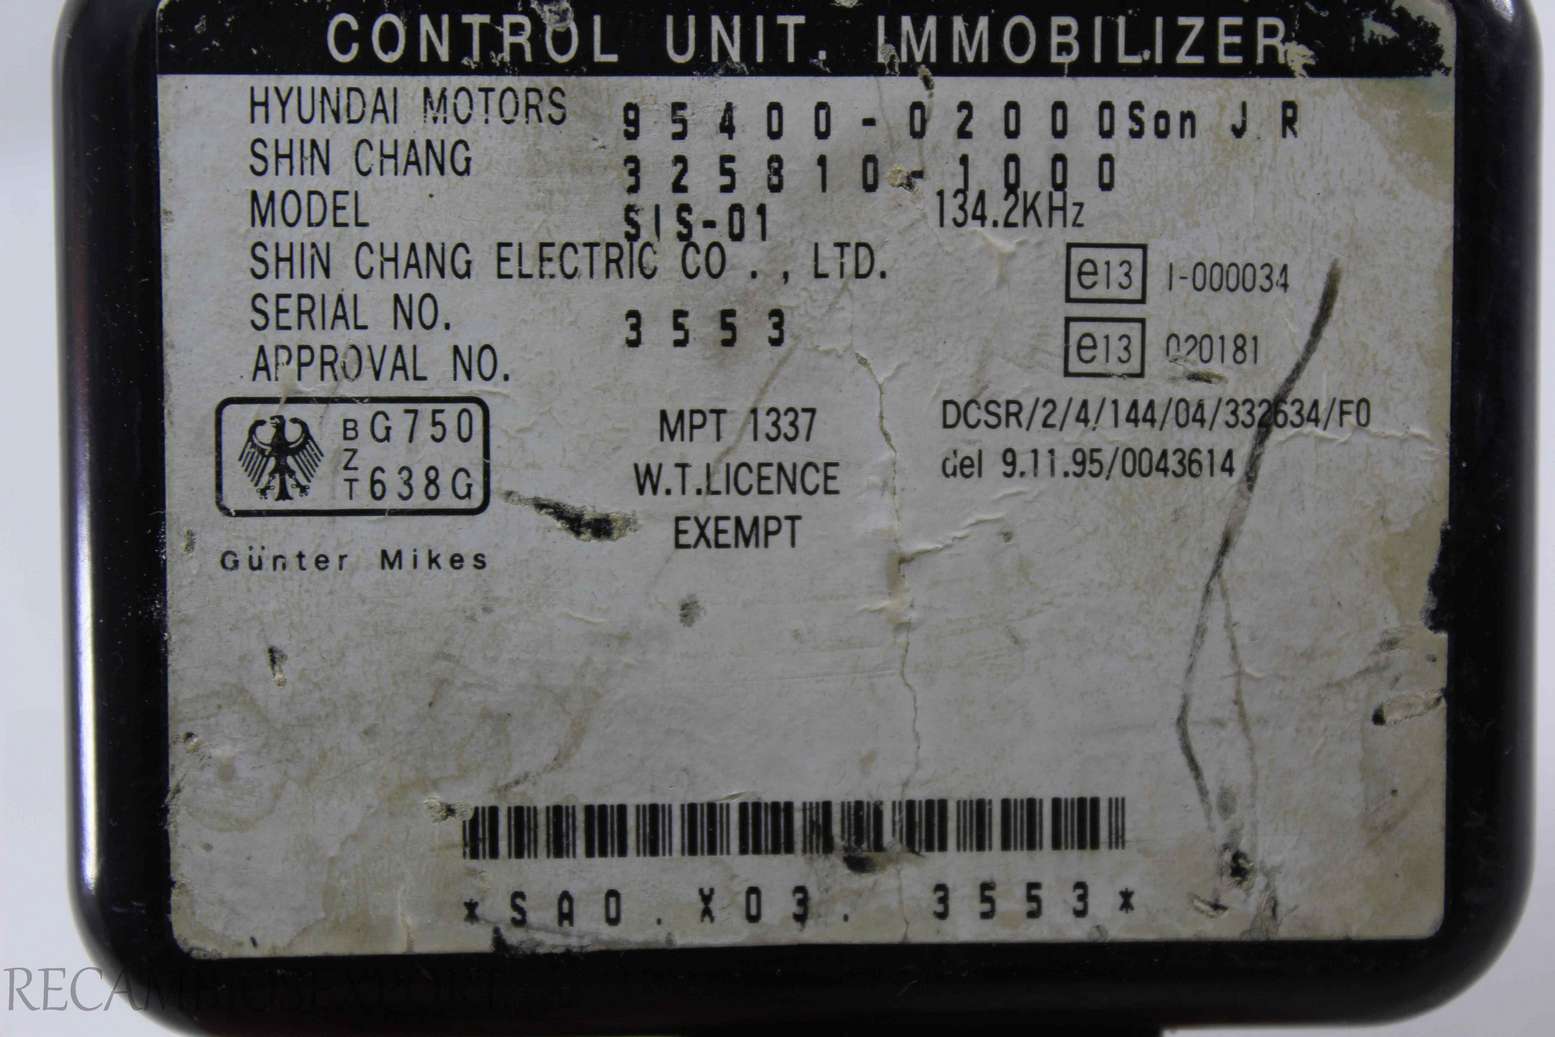 CONTROL UNIT. IMMOBILIZER
HYUNDAI MOTORS 95400-02000Son J R
SHIN CHANG 325810-1000
MODEL SIS-01 134.2KHz
SHIN CHANG ELECTRIC CO., LTD.
e13 I-000034
SERIAL NO. 3553
e13 020181
APPROVAL NO.
BZT G750 638G
MPT 1337
W.T.LICENCE
EXEMPT
DCSR/2/4/144/04/332634/F0
del 9.11.95/0043614
Günter Mikes
*SA0.X03. 3553*